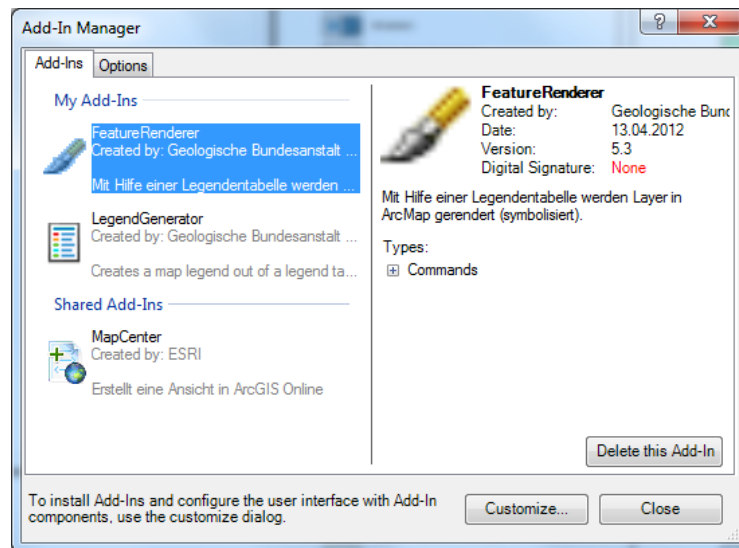 Add-In Manager
Add-Ins
Options
My Add-Ins
FeatureRenderer
Created by: Geologische Bundesanstalt ...
Mit Hilfe einer Legendentabelle werden ...
LegendGenerator
Created by: Geologische Bundesanstalt ...
Creates a map legend out of a legend ta...
Shared Add-Ins
MapCenter
Created by: ESRI
Erstellt eine Ansicht in ArcGIS Online
FeatureRenderer
Created by: Geologische Bund
Date: 13.04.2012
Version: 5.3
Digital Signature: None
Mit Hilfe einer Legendentabelle werden Layer in
ArcMap gerendert (symbolisiert).
Types:
Commands
Delete this Add-In
To install Add-Ins and configure the user interface with Add-In
components, use the customize dialog.
Customize...
Close